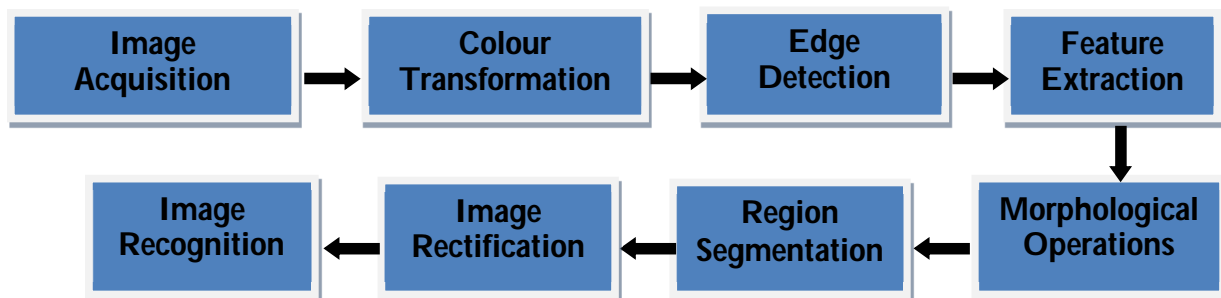 Image
Acquisition
Colour
Transformation
Edge
Detection
Feature
Extraction
Morphological
Operations
Region
Segmentation
Image
Rectification
Image
Recognition